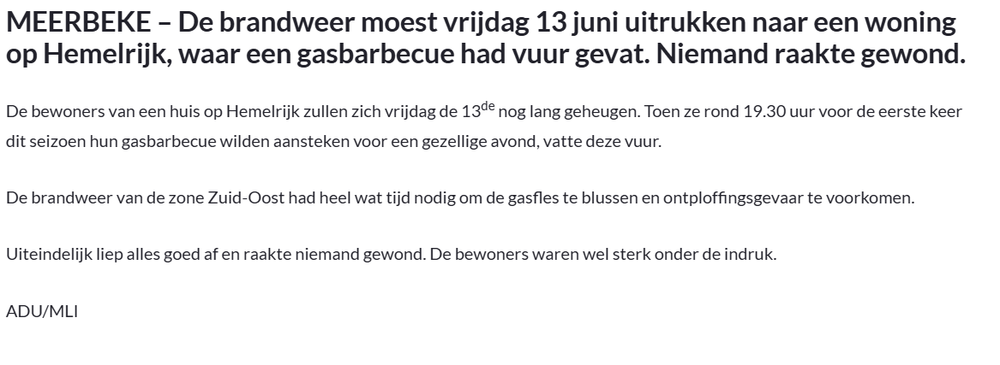 MEERBEKE – De brandweer moest vrijdag 13 juni uitrukken naar een woning
op Hemelrijk, waar een gasbarbecue had vuur gevat. Niemand raakte gewond.
De bewoners van een huis op Hemelrijk zullen zich vrijdag de 13de nog lang geheugen. Toen ze rond 19.30 uur voor de eerste keer
dit seizoen hun gasbarbecue wilden aansteken voor een gezellige avond, vatte deze vuur.
De brandweer van de zone Zuid-Oost had heel wat tijd nodig om de gasfles te blussen en ontploffingsgevaar te voorkomen.
Uiteindelijk liep alles goed af en raakte niemand gewond. De bewoners waren wel sterk onder de indruk.
ADU/MLI